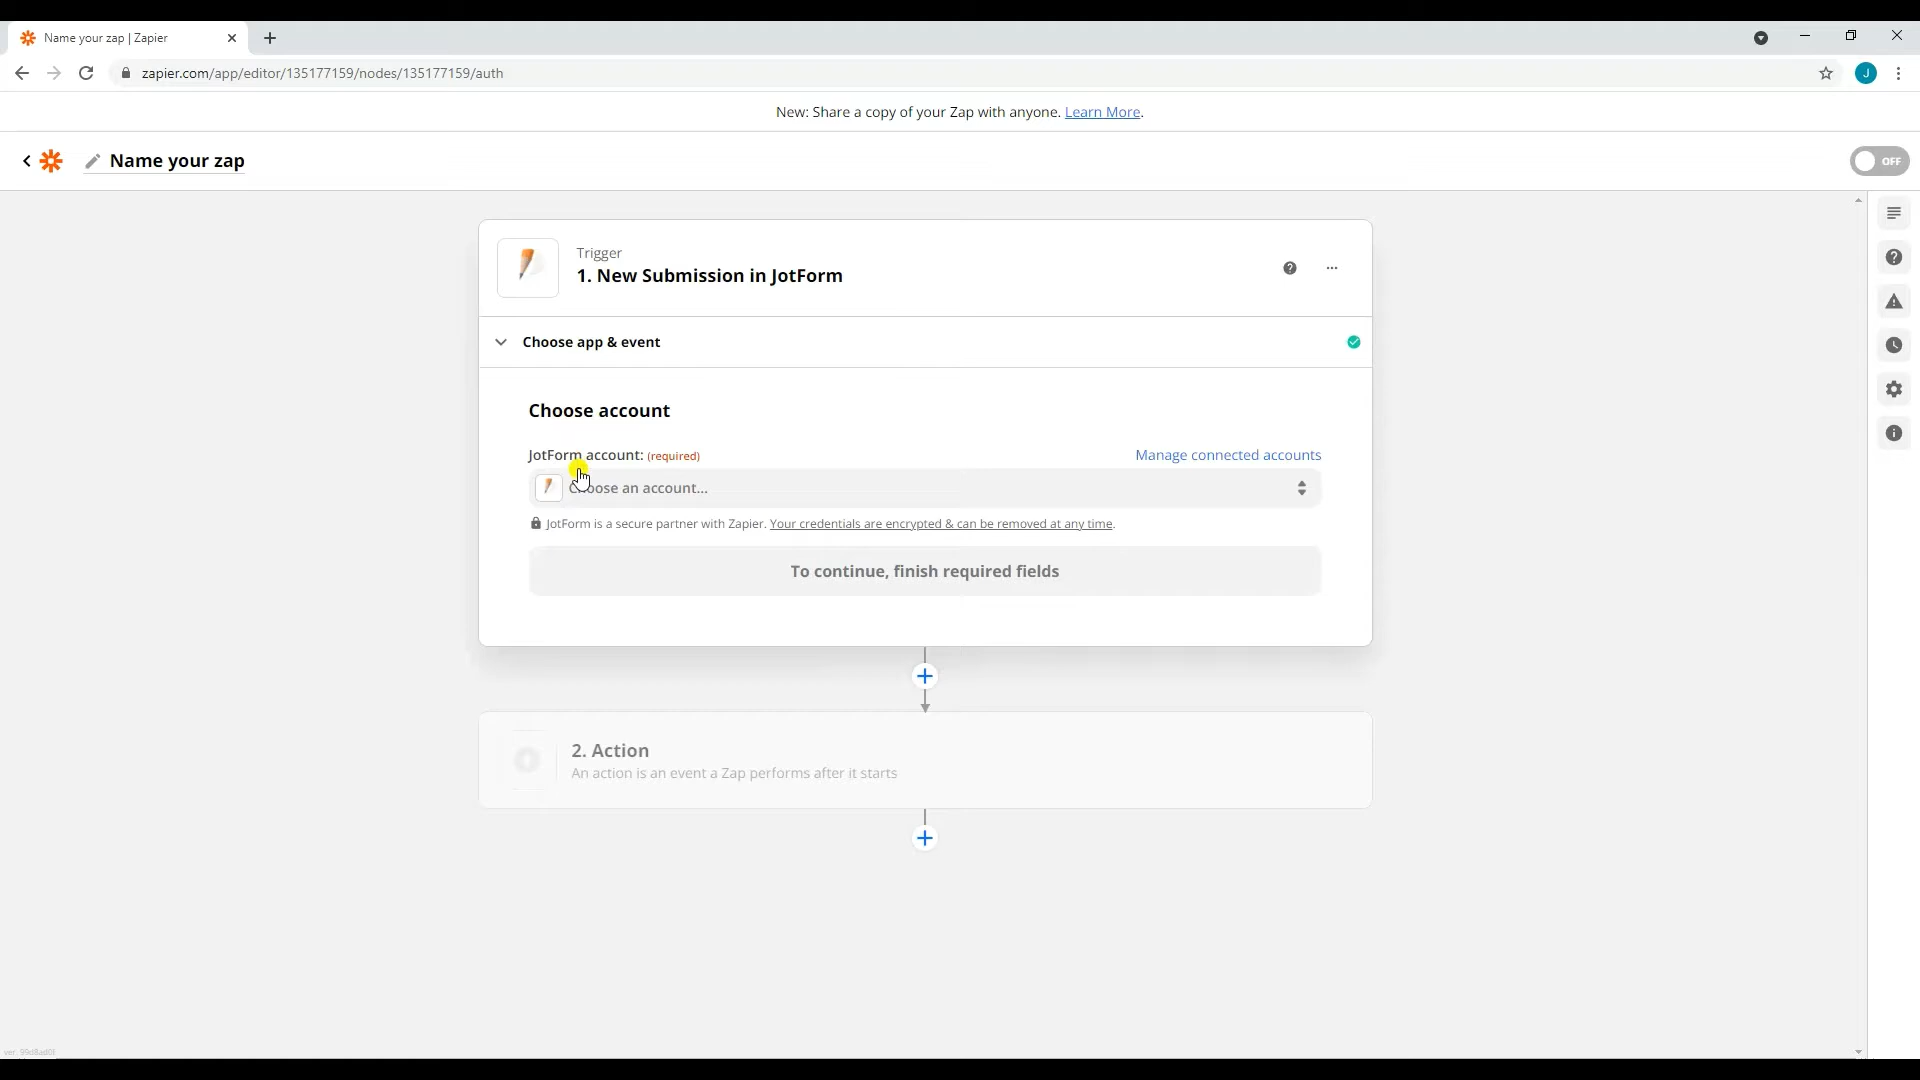 Name your zap | Zapier
zapier.com/app/editor/135177159/nodes/135177159/auth
J
New: Share a copy of your Zap with anyone. Learn More.
Name your zap
OFF
Trigger
1. New Submission in JotForm
Choose app & event
Choose account
JotForm account: (required)
Manage connected accounts
Choose an account...
JotForm is a secure partner with Zapier. Your credentials are encrypted & can be removed at any time.
To continue, finish required fields
2. Action
An action is an event a Zap performs after it starts